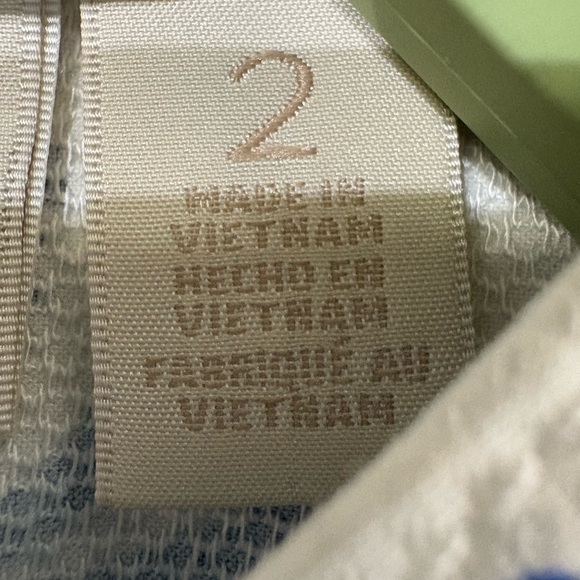 2
MADE IN
VIETNAM
HECHO EN
VIETNAM
FABRIQUÉ AU
VIETNAM